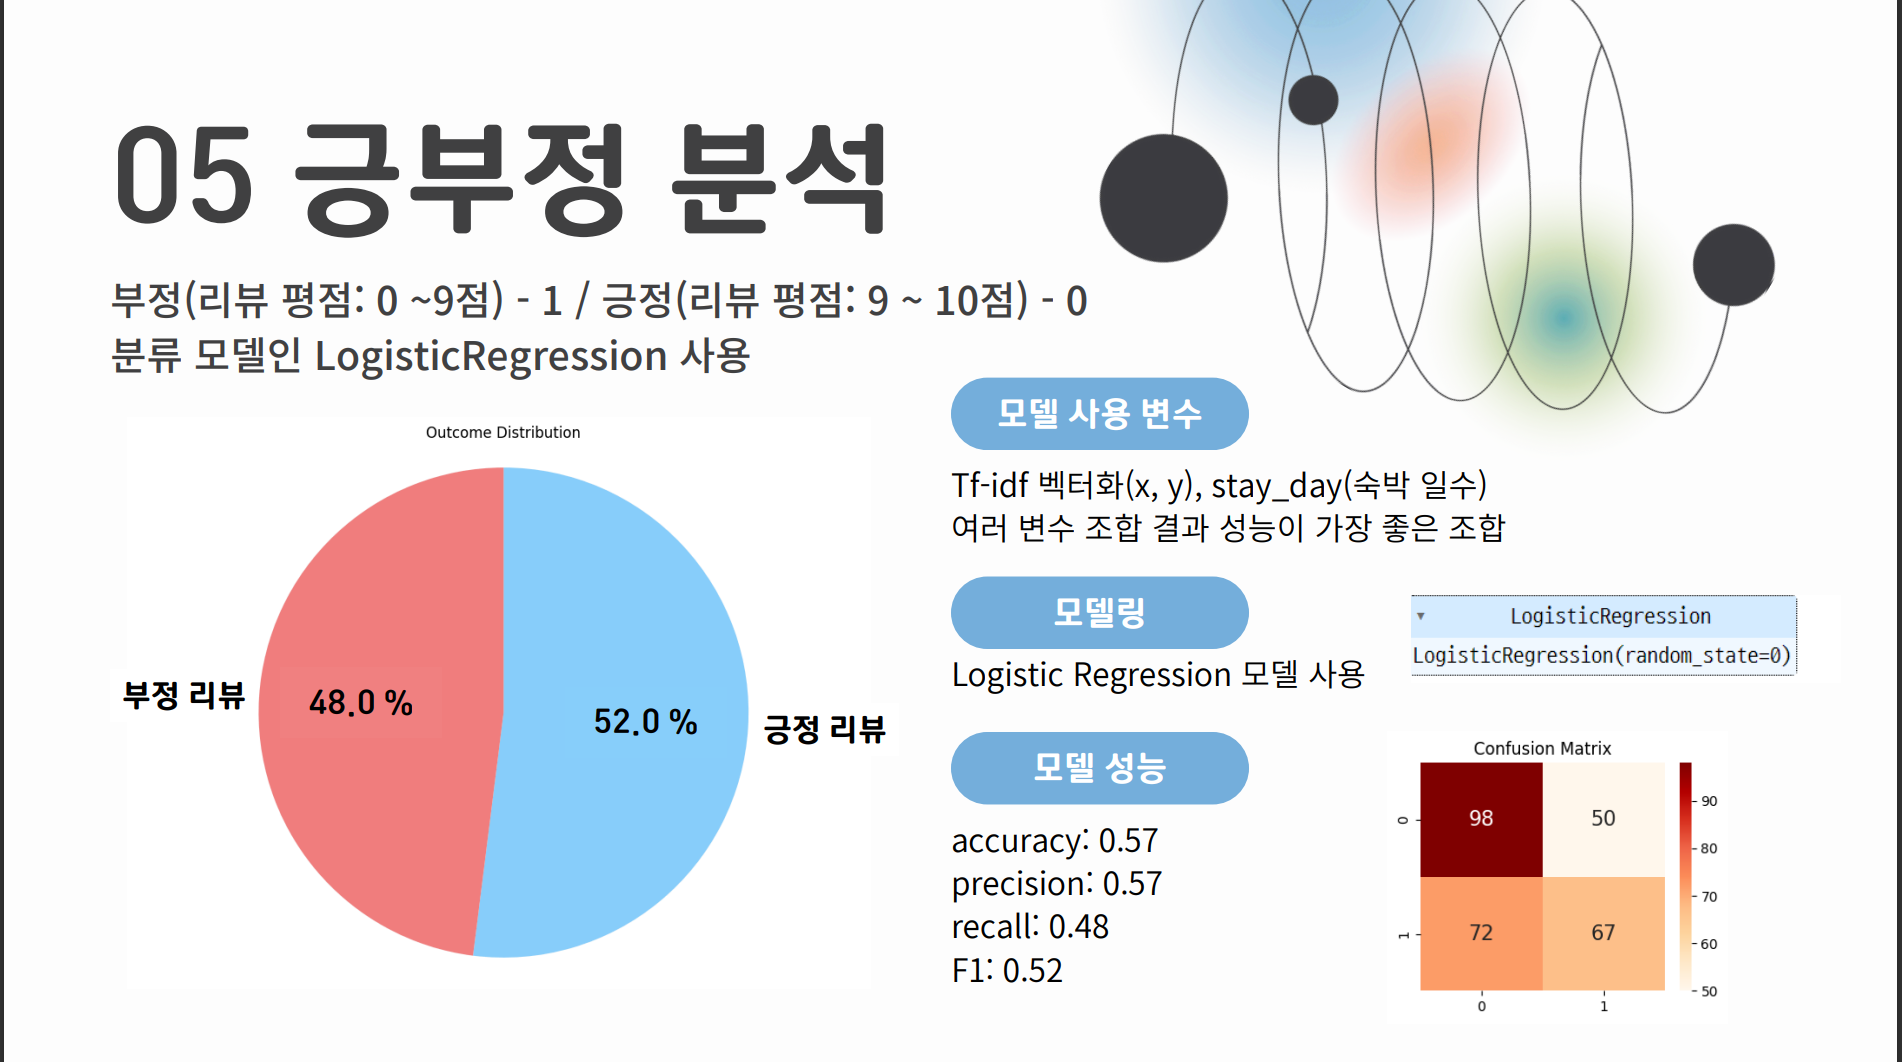 05 긍부정 분석
부정(리뷰 평점: 0 ~9점) - 1 / 긍정(리뷰 평점: 9 ~ 10점) - 0
분류 모델인 LogisticRegression 사용
Outcome Distribution
부정 리뷰
48.0 %
52.0 %
긍정 리뷰
모델 사용 변수
Tf-idf 벡터화(x, y), stay_day(숙박 일수)
여러 변수 조합 결과 성능이 가장 좋은 조합
모델링
Logistic Regression 모델 사용
LogisticRegression
LogisticRegression(random_state=0)
모델 성능
accuracy: 0.57
precision: 0.57
recall: 0.48
F1: 0.52
Confusion Matrix
0
98
50
1
72
67
0
1
90
80
70
60
50